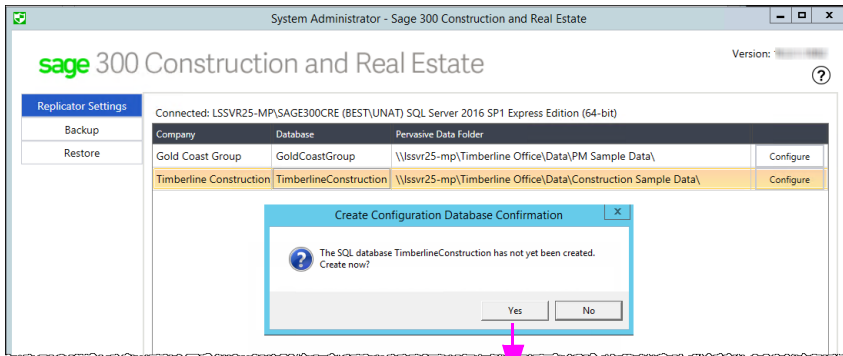 System Administrator - Sage 300 Construction and Real Estate
sage 300 Construction and Real Estate
Version:
?
Replicator Settings
Backup
Restore
Connected: LSSVR25-MP\SAGE300CRE (BEST\UNAT) SQL Server 2016 SP1 Express Edition (64-bit)
Company Database Pervasive Data Folder
Gold Coast Group GoldCoastGroup \\lssvr25-mp\Timberline Office\Data\PM Sample Data\ Configure
Timberline Construction TimberlineConstruction \\lssvr25-mp\Timberline Office\Data\Construction Sample Data\ Configure
Create Configuration Database Confirmation
The SQL database TimberlineConstruction has not yet been created.
Create now?
Yes No